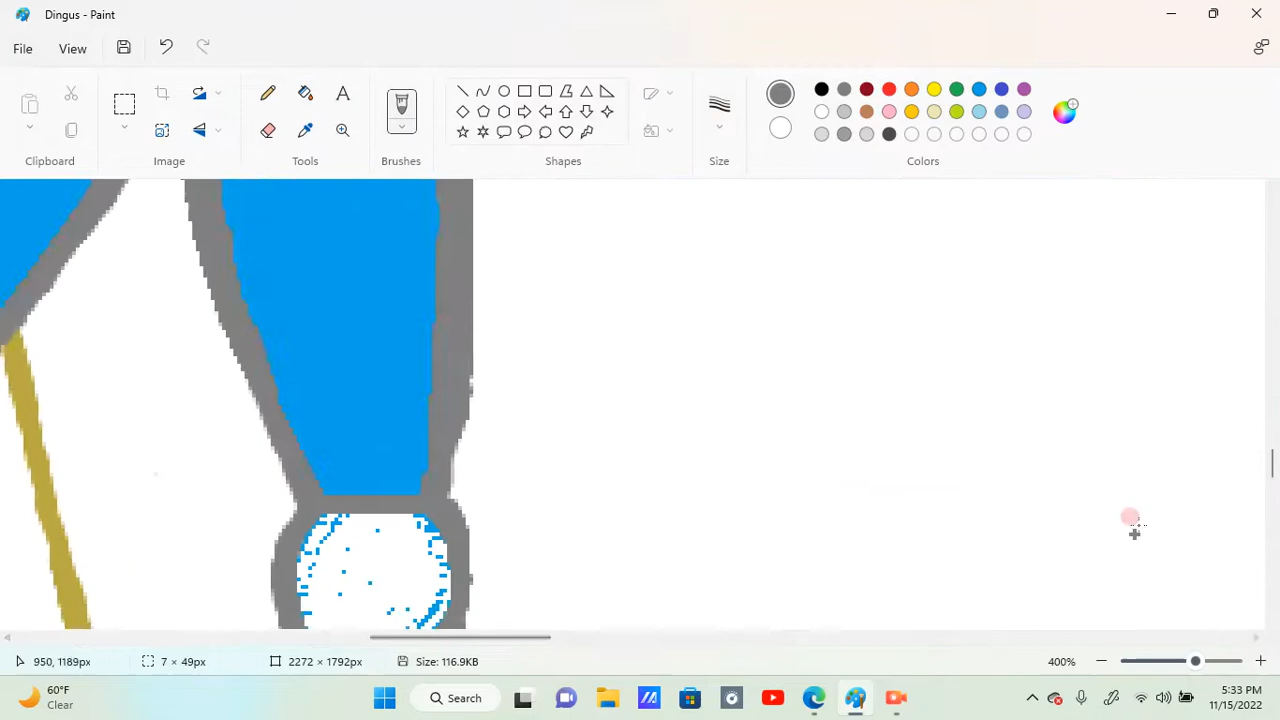 Dingus - Paint
File
View
Clipboard
Image
Tools
Brushes
Shapes
Size
Colors
950, 1189px
7 × 49px
2272 × 1792px
Size: 116.9KB
400%
60°F
Clear
Search
5:33 PM
11/15/2022